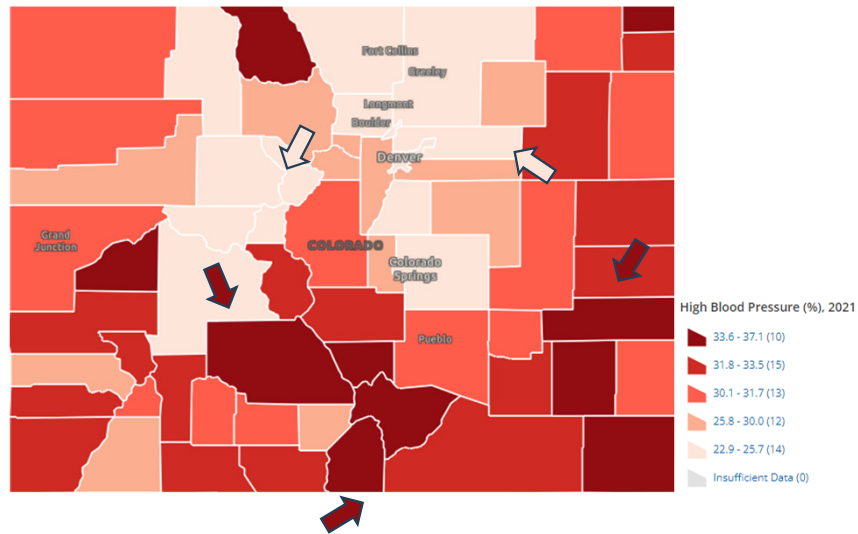 Fort Collins
Greeley
Longmont
Boulder
Denver
Grand
Junction
COLORADO
Colorado
Springs
Pueblo
High Blood Pressure (%), 2021
33.6 - 37.1 (10)
31.8 - 33.5 (15)
30.1 - 31.7 (13)
25.8 - 30.0 (12)
22.9 - 25.7 (14)
Insufficient Data (0)